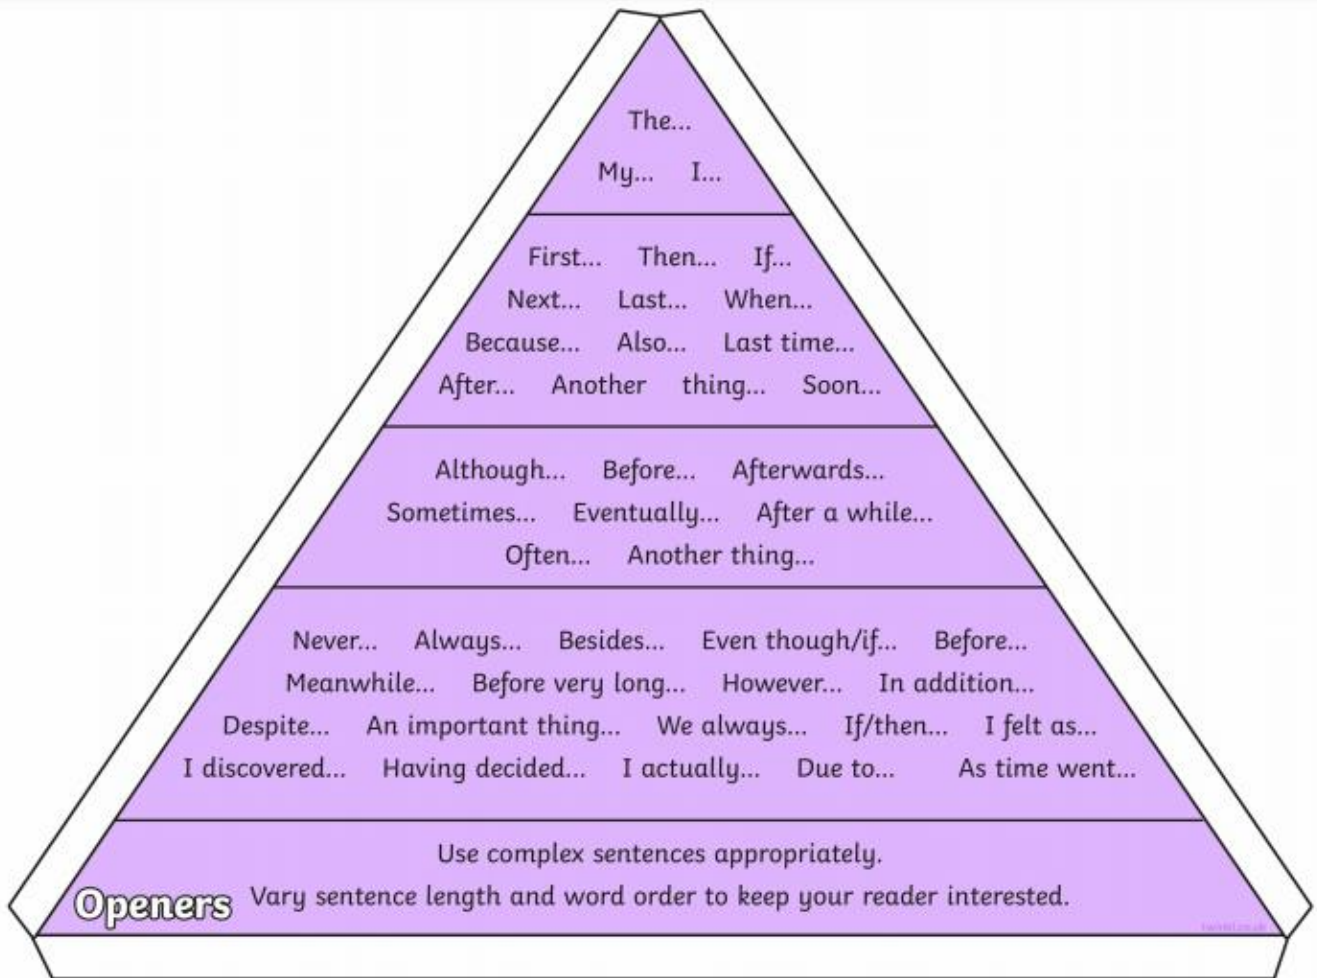 The...
My... I...
First... Then... If...
Next... Last... When...
Because... Also... Last time...
After... Another thing... Soon...
Although... Before... Afterwards...
Sometimes... Eventually... After a while...
Often... Another thing...
Never... Always... Besides... Even though/if... Before...
Meanwhile... Before very long... However... In addition...
Despite... An important thing... We always... If/then... I felt as...
I discovered... Having decided... I actually... Due to... As time went...
Use complex sentences appropriately.
Openers Vary sentence length and word order to keep your reader interested.